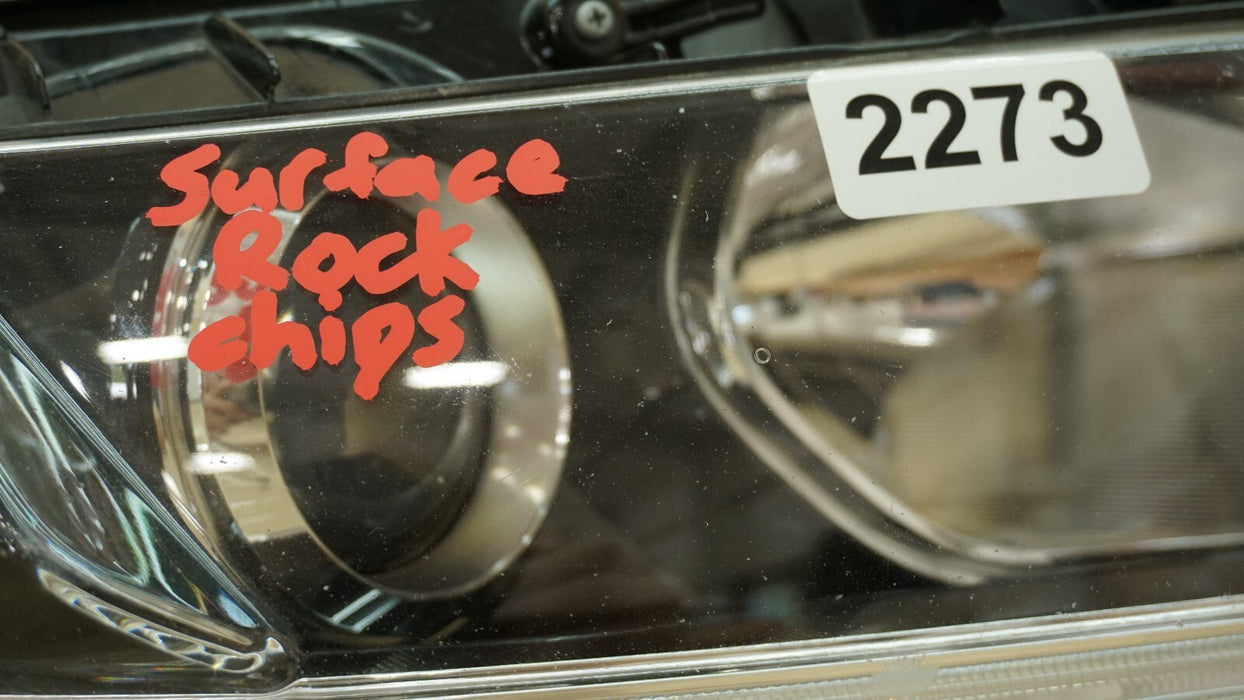 Surface
Rock
chips
2273